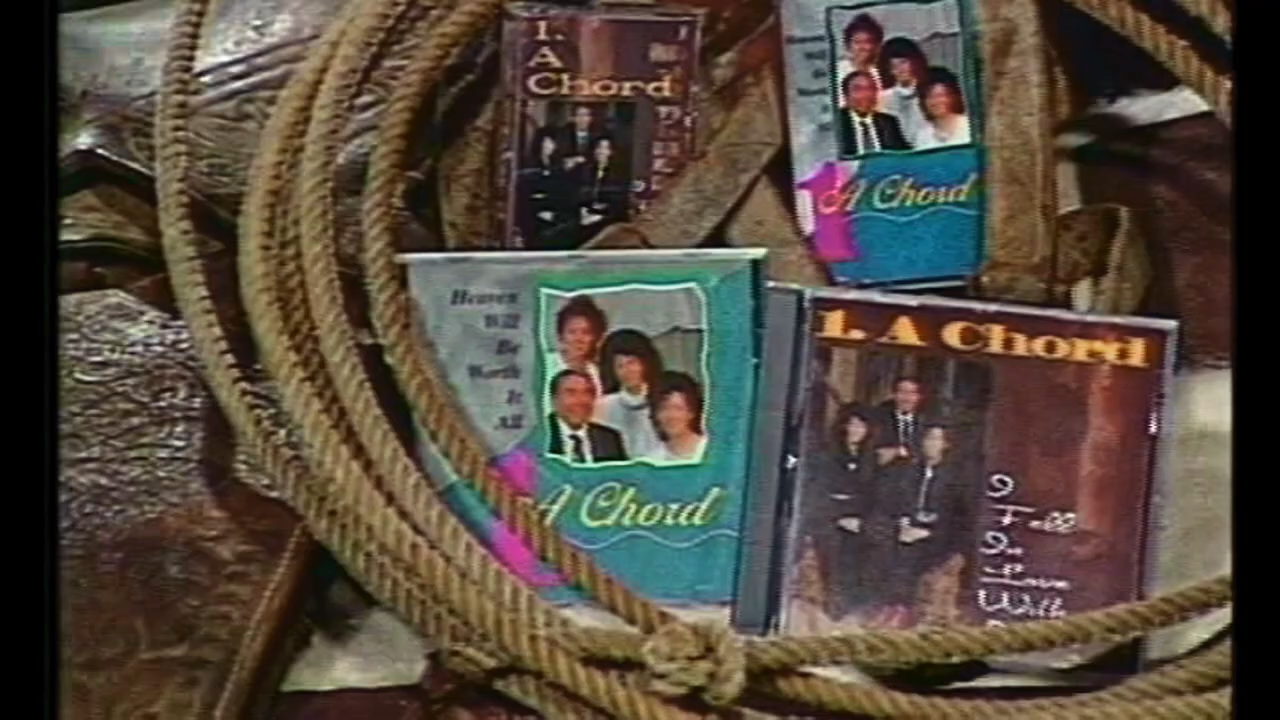 1.
A
Chord
A Chord
Heaven
Will
Be
Worth
It
All
A Chord
1. A Chord
I
Fell
In
Love
With